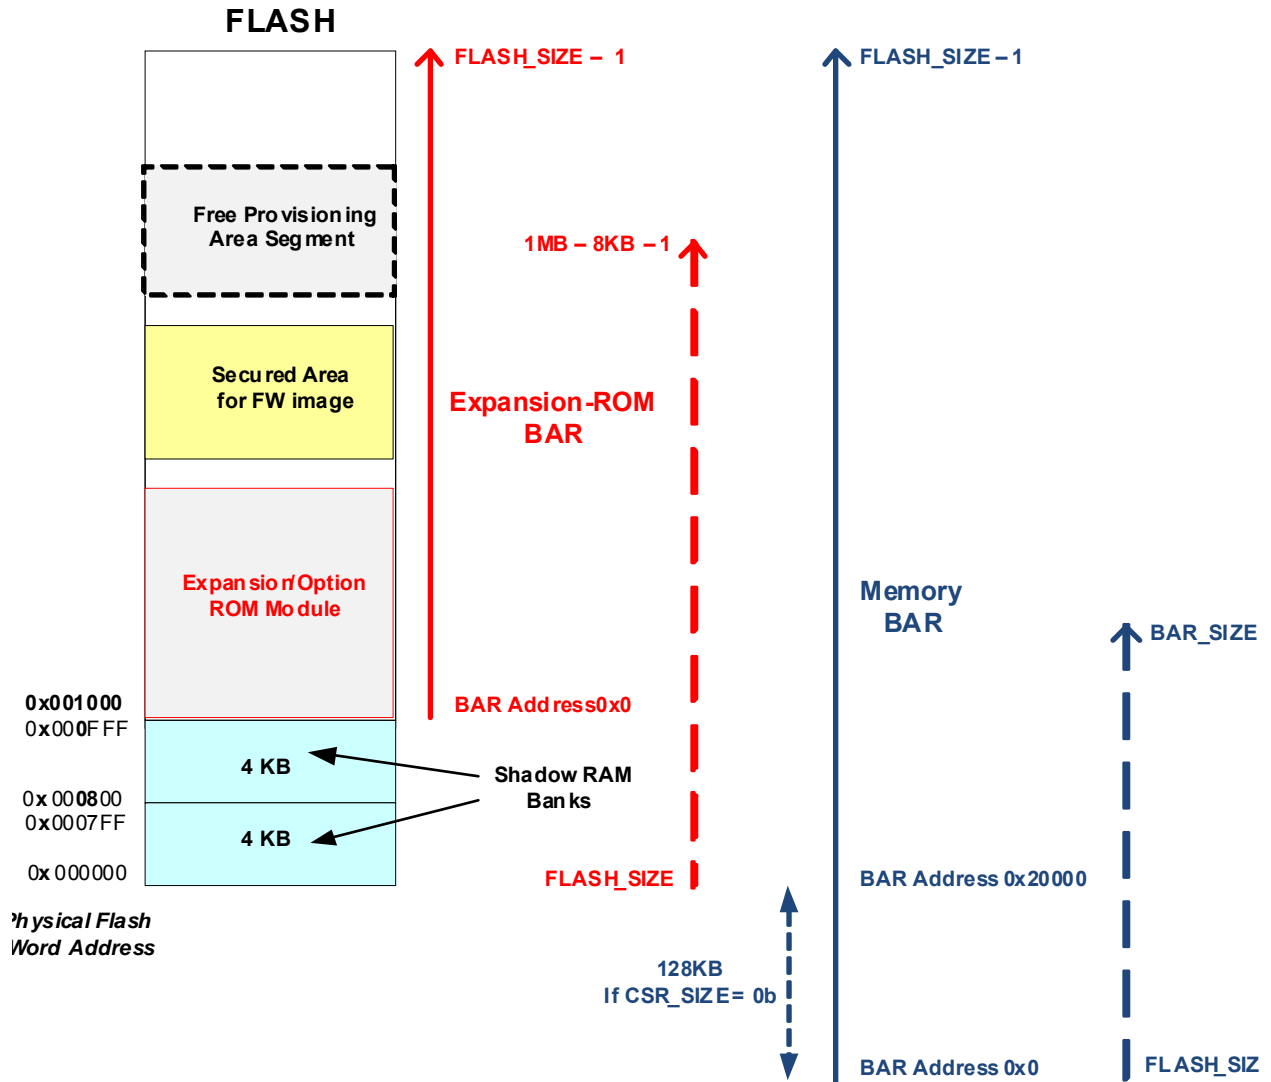 FLASH
FLASH_SIZE – 1
FLASH_SIZE – 1
Free Provisioning
Area Segment
1MB – 8KB – 1
Secured Area
for FW image
Expansion-ROM
BAR
Expansion/Option
ROM Module
Memory
BAR
BAR_SIZE
0x001000
BAR Address0x0
0x000FFF
4 KB
Shadow RAM
Banks
0x000800
0x0007FF
4 KB
0x000000
FLASH_SIZE
BAR Address 0x20000
Physical Flash
Word Address
128KB
If CSR_SIZE = 0b
BAR Address 0x0
FLASH_SIZ